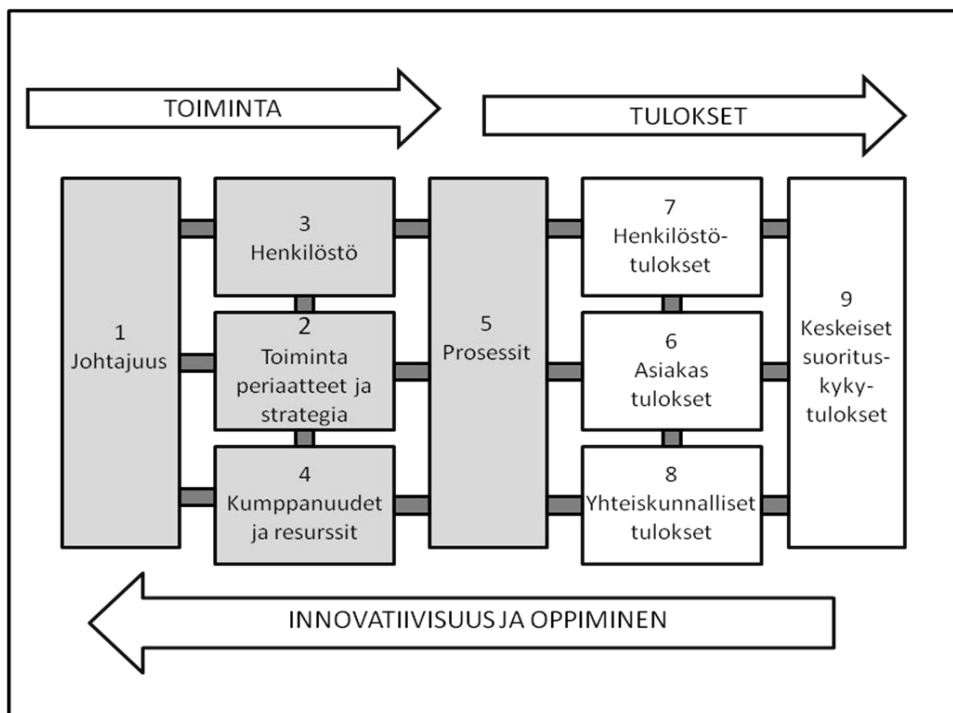 TOIMINTA
TULOKSET
1
Johtajuus
3
Henkilöstö
2
Toiminta
periaatteet ja
strategia
4
Kumppanuudet
ja resurssit
5
Prosessit
7
Henkilöstö-
tulokset
6
Asiakas
tulokset
8
Yhteiskunnalliset
tulokset
9
Keskeiset
suoritus-
kyky-
tulokset
INNOVATIIVISUUS JA OPPIMINEN